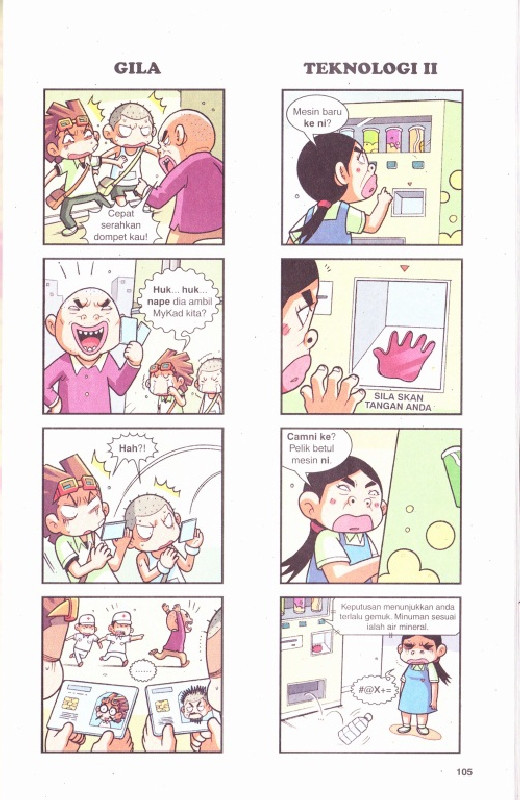 GILA
Cepat
serahkan
dompet kau!
Huk... huk...
nape dia ambil
MyKad kita?
Hah?!
........
TEKNOLOGI II
Mesin baru
ke ni?
SILA SKAN
TANGAN ANDA
Camni ke?
Pelik betul
mesin ni.
Keputusan menunjukkan anda
terlalu gemuk. Minuman sesuai
ialah air mineral.
#@X+=
105